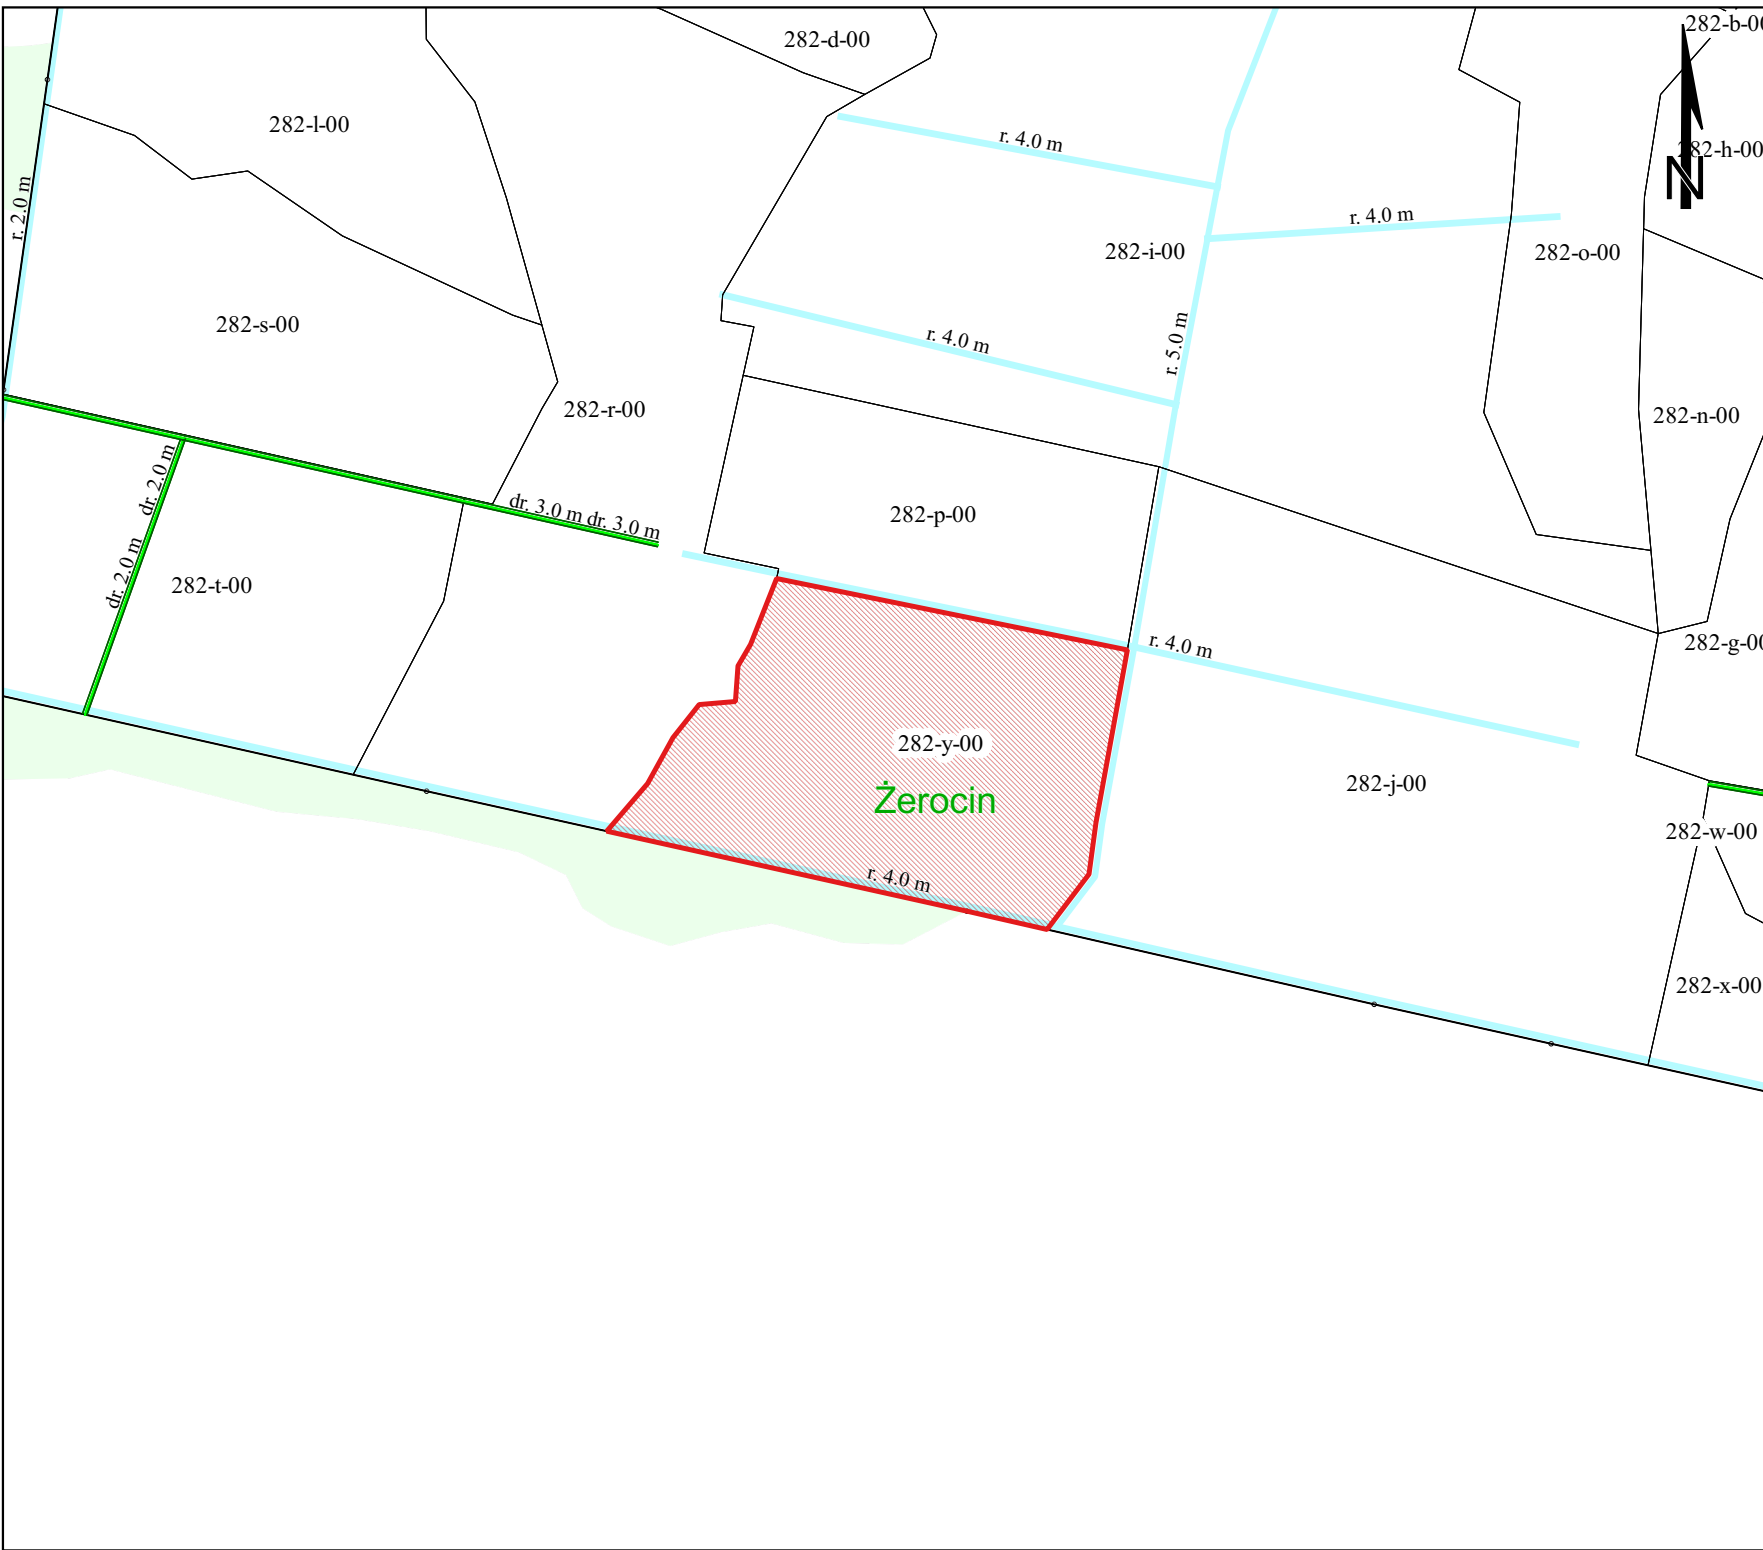 282-b-00
282-d-00
282-l-00
r. 4.0 m
282-h-00
N
r. 2.0 m
r. 4.0 m
282-i-00
282-o-00
282-s-00
r. 4.0 m
r. 5.0 m
282-r-00
282-n-00
dr. 2.0 m
dr. 3.0 m dr. 3.0 m
282-p-00
dr. 2.0 m
282-t-00
r. 4.0 m
282-g-00
282-y-00
282-j-00
Żerocin
282-w-00
r. 4.0 m
282-x-00